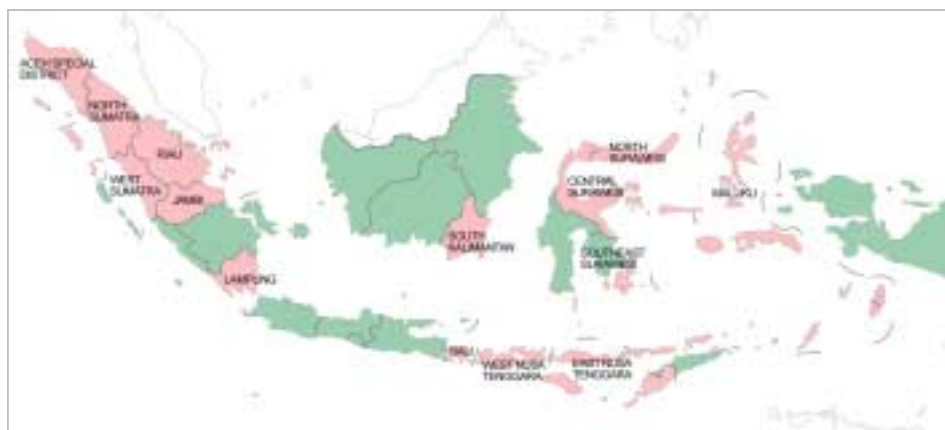 ACEH SPECIAL
DISTRICT
NORTH
SUMATRA
RIAU
WEST
SUMATRA
JAMBI
LAMPUNG
SOUTH
KALIMANTAN
NORTH
SULAWESI
CENTRAL
SULAWESI
SOUTHEAST
SULAWESI
MALUKU
BALI
WEST NUSA
TENGGARA
EAST NUSA
TENGGARA